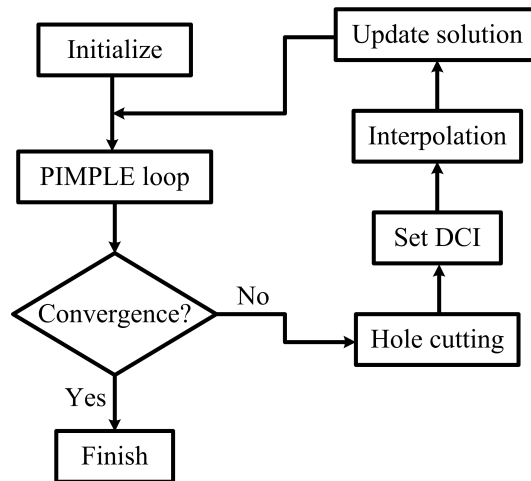 Initialize
PIMPLE loop
Convergence?
Yes
Finish
No
Hole cutting
Set DCI
Interpolation
Update solution